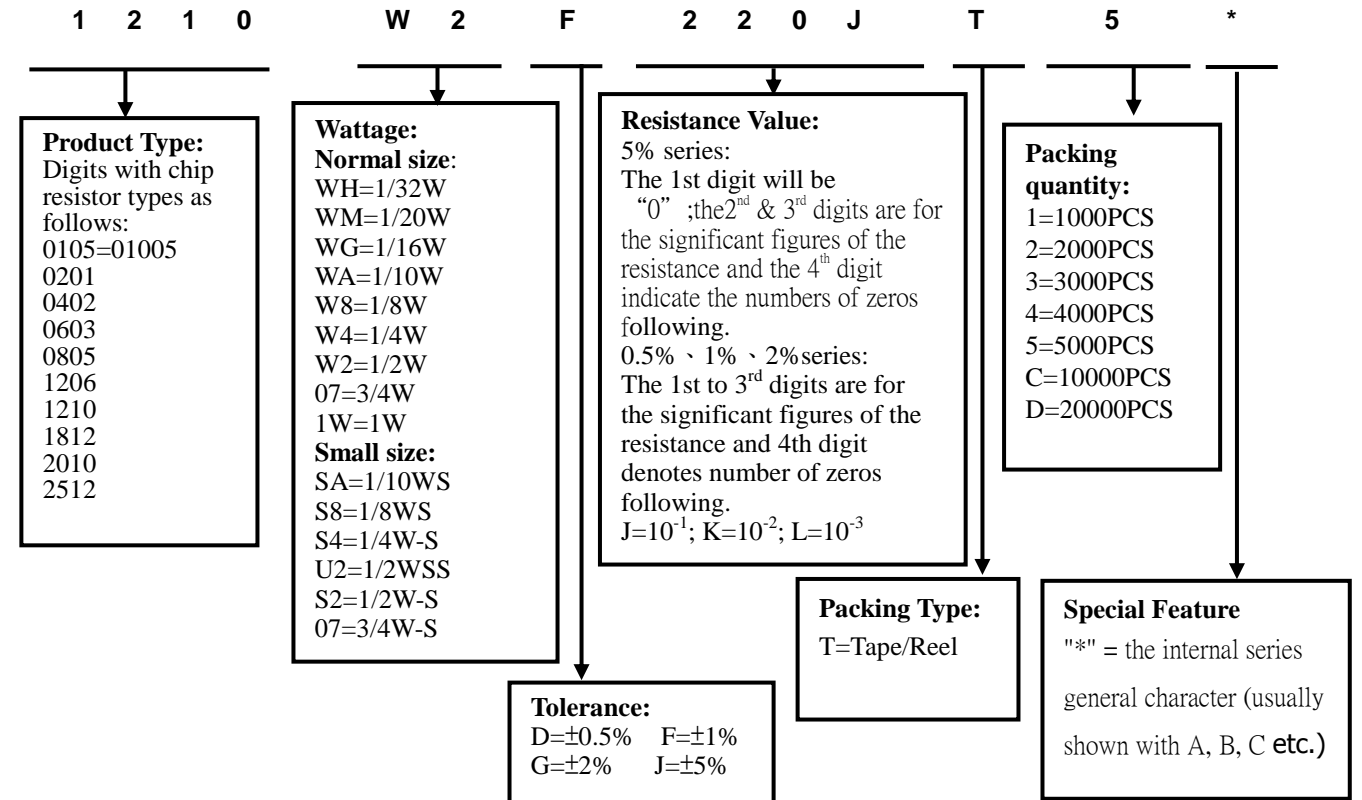 1 2 1 0 W 2 F 2 2 0 J T 5 *
Product Type:
Digits with chip
resistor types as
follows:
0105=01005
0201
0402
0603
0805
1206
1210
1812
2010
2512
Wattage:
Normal size:
WH=1/32W
WM=1/20W
WG=1/16W
WA=1/10W
W8=1/8W
W4=1/4W
W2=1/2W
07=3/4W
1W=1W
Small size:
SA=1/10WS
S8=1/8WS
S4=1/4W-S
U2=1/2WSS
S2=1/2W-S
07=3/4W-S
Tolerance:
D=±0.5% F=±1%
G=±2% J=±5%
Resistance Value:
5% series:
The 1st digit will be
“0” ;the2nd & 3rd digits are for
the significant figures of the
resistance and the 4th digit
indicate the numbers of zeros
following.
0.5%、1%、2%series:
The 1st to 3rd digits are for
the significant figures of the
resistance and 4th digit
denotes number of zeros
following.
J=10-1; K=10-2; L=10-3
Packing Type:
T=Tape/Reel
Packing
quantity:
1=1000PCS
2=2000PCS
3=3000PCS
4=4000PCS
5=5000PCS
C=10000PCS
D=20000PCS
Special Feature
"*" = the internal series
general character (usually
shown with A, B, C etc.)